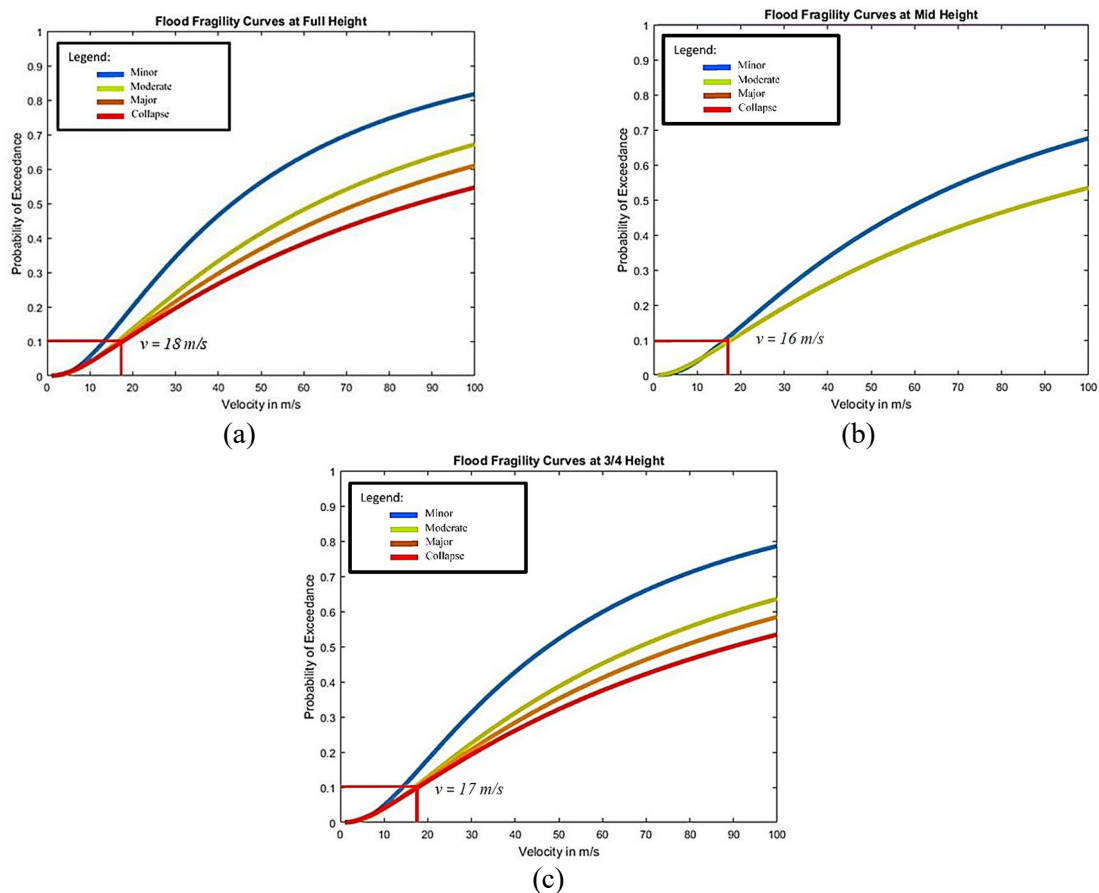 Flood Fragility Curves at Full Height
Legend:
Minor
Moderate
Major
Collapse
Probability of Exceedance
1
0.9
0.8
0.7
0.6
0.5
0.4
0.3
0.2
0.1
0
v = 18 m/s
0 10 20 30 40 50 60 70 80 90 100
Velocity in m/s
(a)
Flood Fragility Curves at Mid Height
Legend:
Minor
Moderate
Major
Collapse
Probability of Exceedance
1
0.9
0.8
0.7
0.6
0.5
0.4
0.3
0.2
0.1
0
v = 16 m/s
0 10 20 30 40 50 60 70 80 90 100
Velocity in m/s
(b)
Flood Fragility Curves at 3/4 Height
Legend:
Minor
Moderate
Major
Collapse
Probability of Exceedance
1
0.9
0.8
0.7
0.6
0.5
0.4
0.3
0.2
0.1
0
v = 17 m/s
0 10 20 30 40 50 60 70 80 90 100
Velocity in m/s
(c)